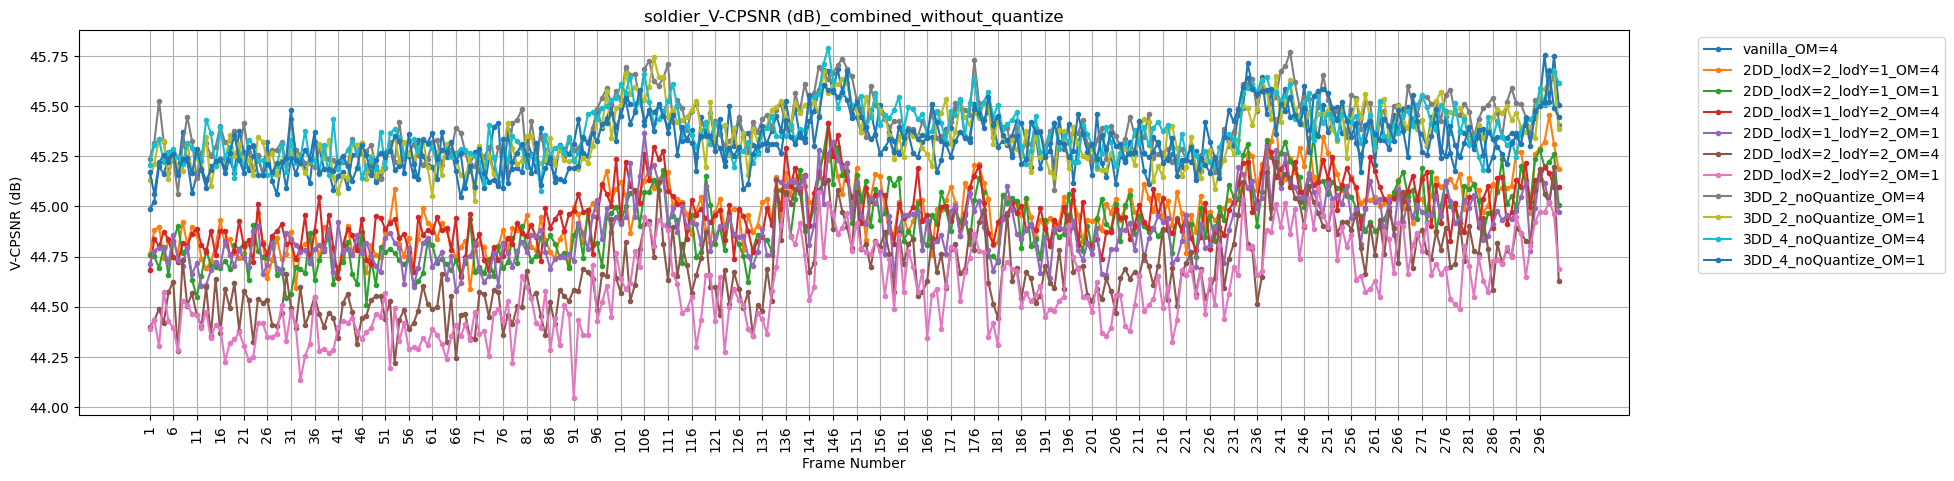 soldier_V-CPSNR (dB)_combined_without_quantize
V-CPSNR (dB)
45.75
45.50
45.25
45.00
44.75
44.50
44.25
44.00
1 6 11 16 21 26 31 36 41 46 51 56 61 66 71 76 81 86 91 96 101 106 111 116 121 126 131 136 141 146 151 156 161 166 171 176 181 186 191 196 201 206 211 216 221 226 231 236 241 246 251 256 261 266 271 276 281 286 291 296
Frame Number
vanilla_OM=4
2DD_lodX=2_lodY=1_OM=4
2DD_lodX=2_lodY=1_OM=1
2DD_lodX=1_lodY=2_OM=4
2DD_lodX=1_lodY=2_OM=1
2DD_lodX=2_lodY=2_OM=4
2DD_lodX=2_lodY=2_OM=1
3DD_2_noQuantize_OM=4
3DD_2_noQuantize_OM=1
3DD_4_noQuantize_OM=4
3DD_4_noQuantize_OM=1